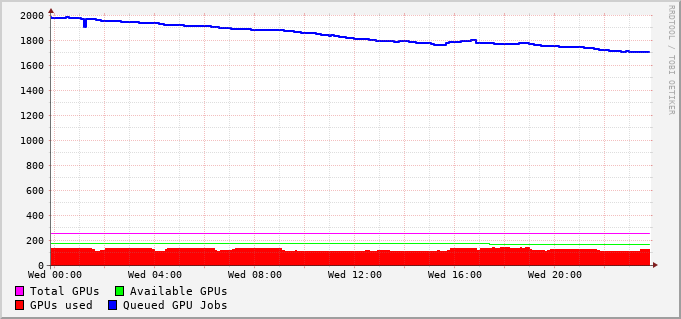 2000
1800
1600
1400
1200
1000
800
600
400
200
0
Wed 00:00 Wed 04:00 Wed 08:00 Wed 12:00 Wed 16:00 Wed 20:00
Total GPUs Available GPUs
GPUs used Queued GPU Jobs
RRDTOOL / TOBI OETIKER